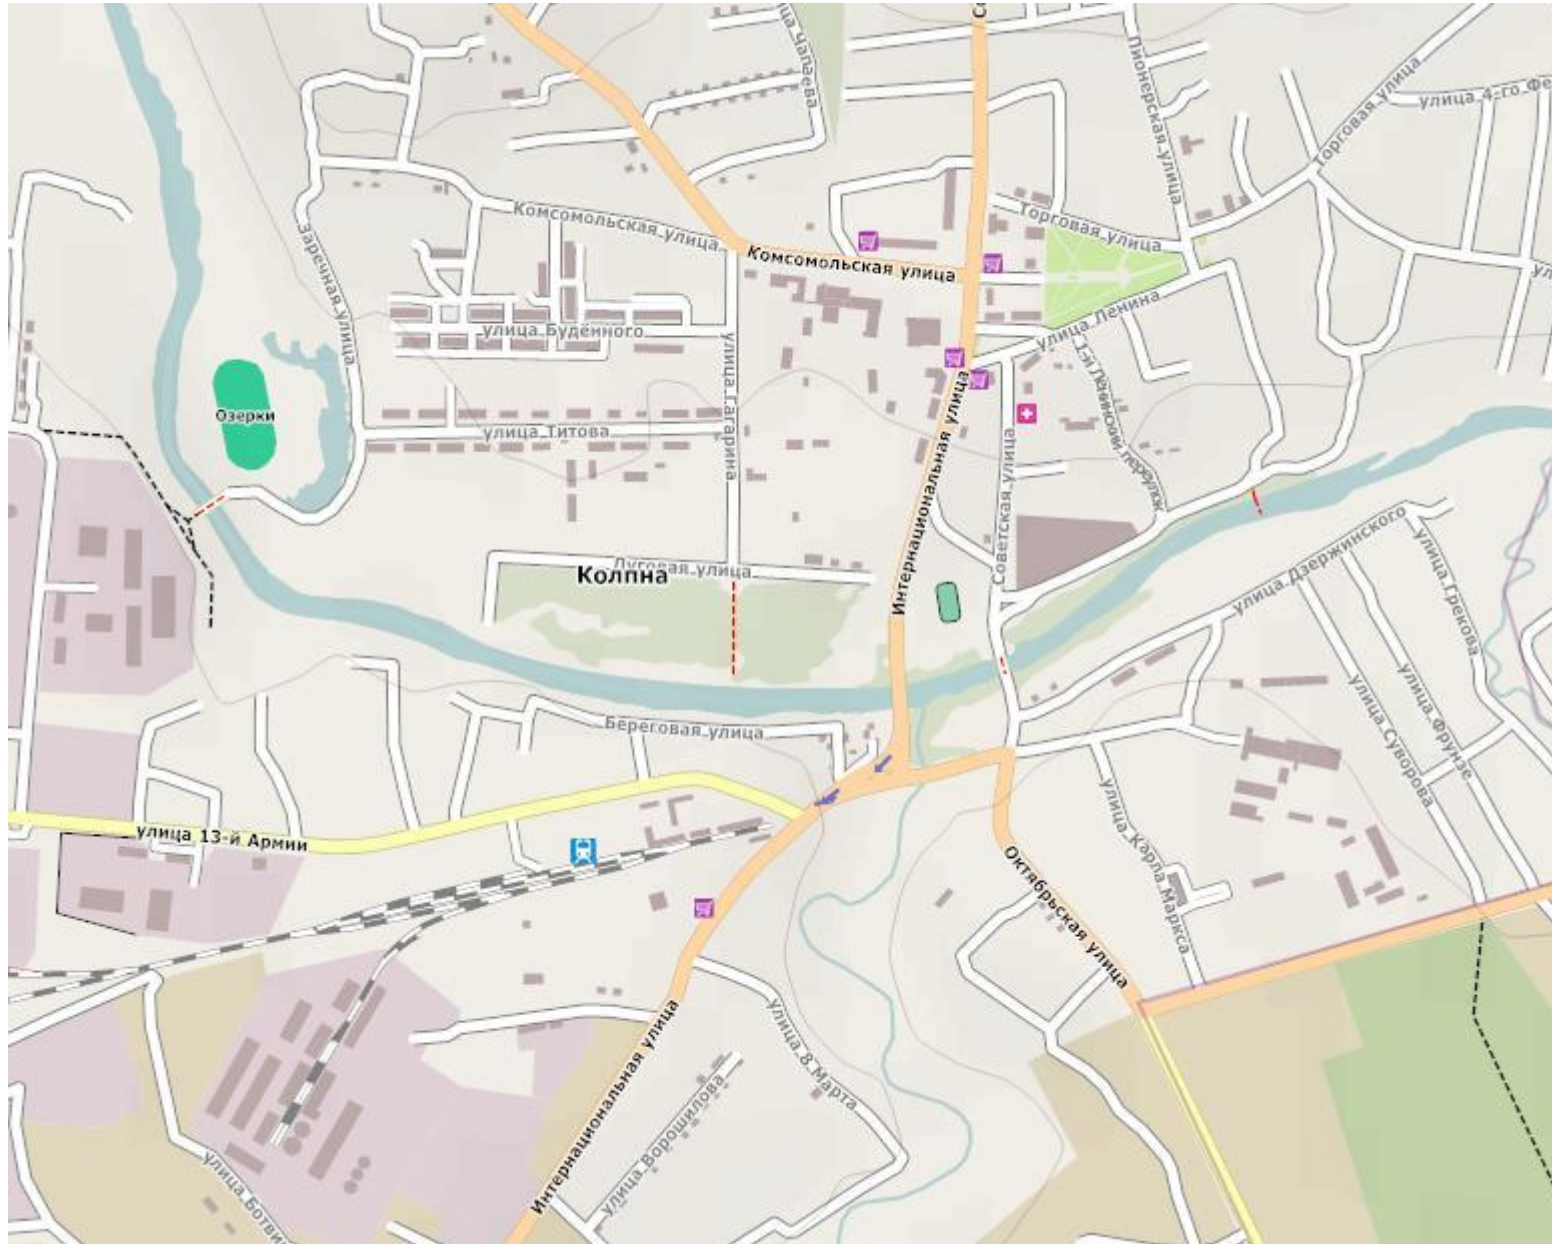 улица Чапаева
Пионерская улица
Торговая улица
улица 4-го Фе
Комсомольская улица
Заречная улица
Торговая улица
Комсомольская улица
улица Ленина
улица Будённого
улица Гагарина
1-й Ленинский переулок
Озерки
улица Титова
Интернациональная улица
Советская улица
Луговая улица
Колпна
улица Дзержинского
улица Грекова
улица Суворова
улица Фрунзе
Береговая улица
улица 13-й Армии
улица Карла Маркса
Октябрьская улица
Интернациональная улица
улица 8 Марта
улица Ворошилова
улица Ботви